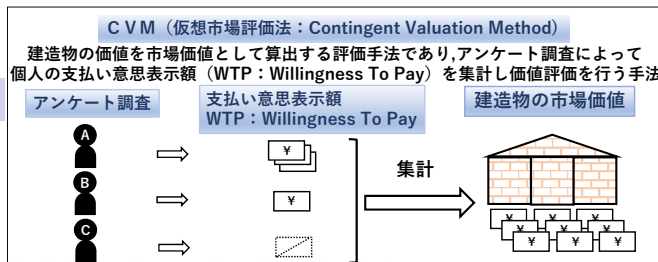 CVM（仮想市場評価法：Contingent Valuation Method）
建造物の価値を市場価値として算出する評価手法であり,アンケート調査によって
個人の支払い意思表示額（WTP：Willingness To Pay）を集計し価値評価を行う手法
アンケート調査
支払い意思表示額
WTP：Willingness To Pay
建造物の市場価値
A
￥
B
￥
C
集計
￥ ￥ ￥
￥ ￥ ￥
￥ ￥ ￥